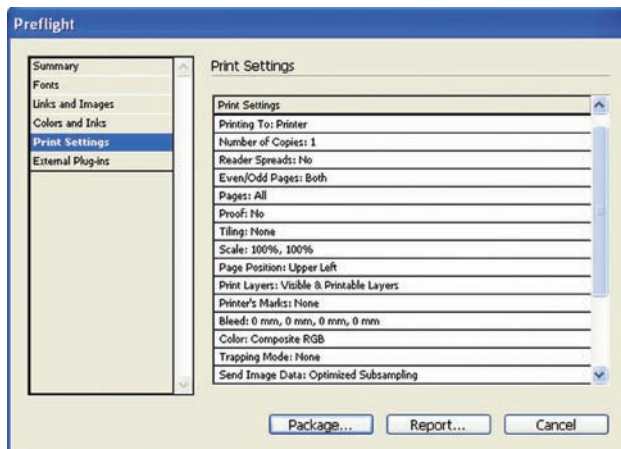 Preflight
Summary
Fonts
Links and Images
Colors and Inks
Print Settings
External Plug-ins
Print Settings
Print Settings
Printing To: Printer
Number of Copies: 1
Reader Spreads: No
Even/Odd Pages: Both
Pages: All
Proof: No
Tiling: None
Scale: 100%, 100%
Page Position: Upper Left
Print Layers: Visible & Printable Layers
Printer's Marks: None
Bleed: 0 mm, 0 mm, 0 mm, 0 mm
Color: Composite RGB
Trapping Mode: None
Send Image Data: Optimized Subsampling
Package... Report... Cancel